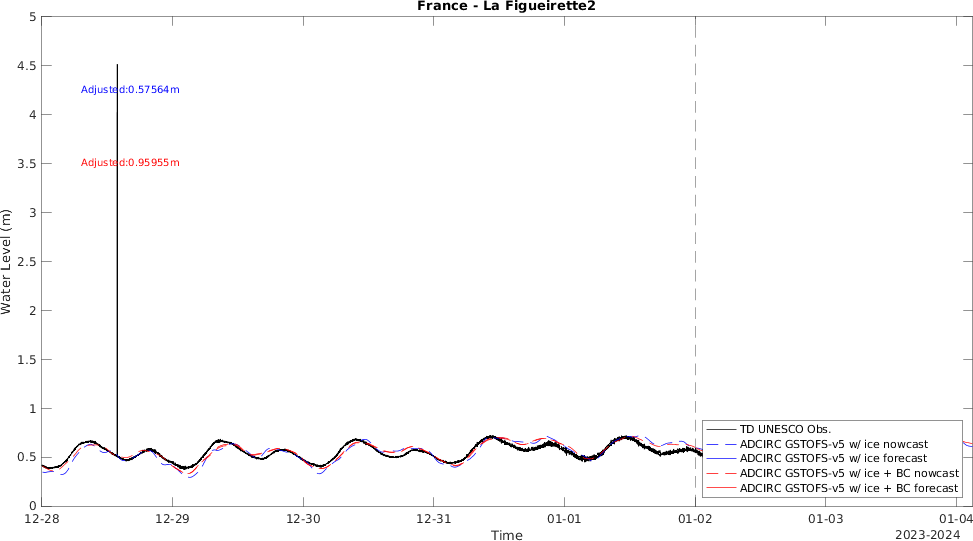 France - La Figueirette2
5
4.5
4
3.5
3
2.5
2
1.5
1
0.5
0
Water Level (m)
Adjusted:0.57564m
Adjusted:0.95955m
TD UNESCO Obs.
ADCIRC GSTOFS-v5 w/ ice nowcast
ADCIRC GSTOFS-v5 w/ ice forecast
ADCIRC GSTOFS-v5 w/ ice + BC nowcast
ADCIRC GSTOFS-v5 w/ ice + BC forecast
12-28 12-29 12-30 12-31 01-01 01-02 01-03 01-04
Time
2023-2024